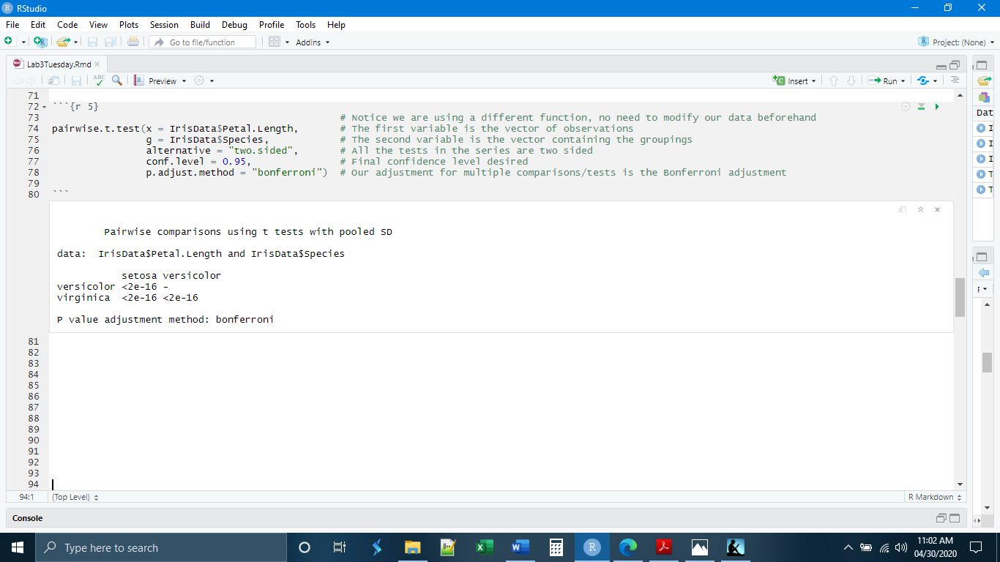 RStudio
File Edit Code View Plots Session Build Debug Profile Tools Help
Go to file/function Addins Project: (None)
Lab3Tuesday.Rmd
ABC Preview Insert Run
71
72 ```{r 5}
73 # Notice we are using a different function, no need to modify our data beforehand
74 pairwise.t.test(x = IrisData$Petal.Length, # The first variable is the vector of observations
75 g = IrisData$Species, # The second variable is the vector containing the groupings
76 alternative = "two.sided", # All the tests in the series are two sided
77 conf.level = 0.95, # Final confidence level desired
78 p.adjust.method = "bonferroni") # Our adjustment for multiple comparisons/tests is the Bonferroni adjustment
79
80 ```
Pairwise comparisons using t tests with pooled SD
data: IrisData$Petal.Length and IrisData$Species
setosa versicolor
versicolor <2e-16 -
virginica <2e-16 <2e-16
P value adjustment method: bonferroni
81
82
83
84
85
86
87
88
89
90
91
92
93
94
94:1 (Top Level) R Markdown
Console
Dat
I
I
I
T
T
Type here to search
11:02 AM
04/30/2020